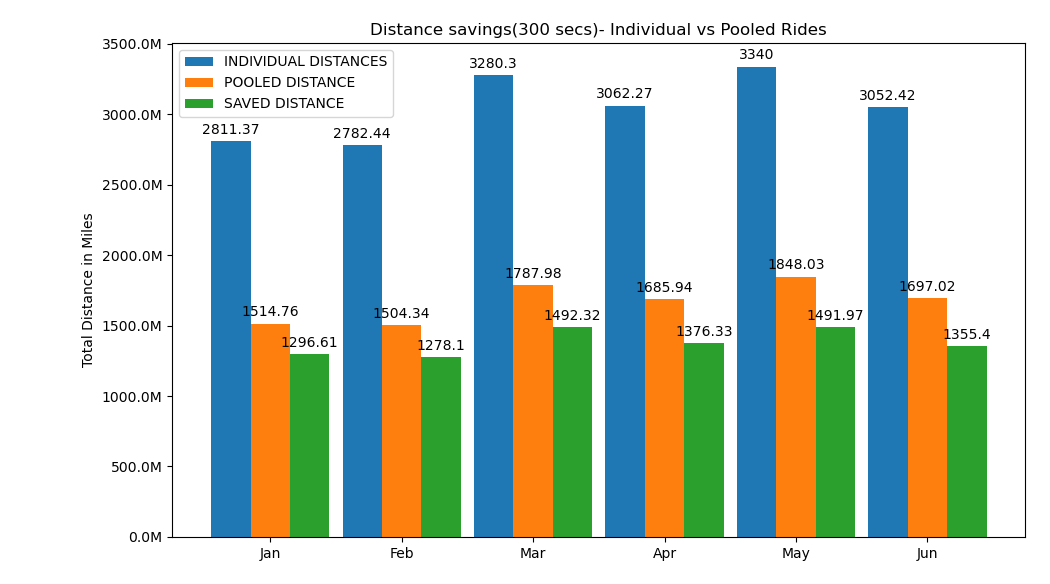 Distance savings(300 secs)- Individual vs Pooled Rides
INDIVIDUAL DISTANCES
POOLED DISTANCE
SAVED DISTANCE
Total Distance in Miles
3500.0M
3000.0M
2500.0M
2000.0M
1500.0M
1000.0M
500.0M
0.0M
2811.37
1514.76
1296.61
2782.44
1504.34
1278.1
3280.3
1787.98
1492.32
3062.27
1685.94
1376.33
3340
1848.03
1491.97
3052.42
1697.02
1355.4
Jan Feb Mar Apr May Jun